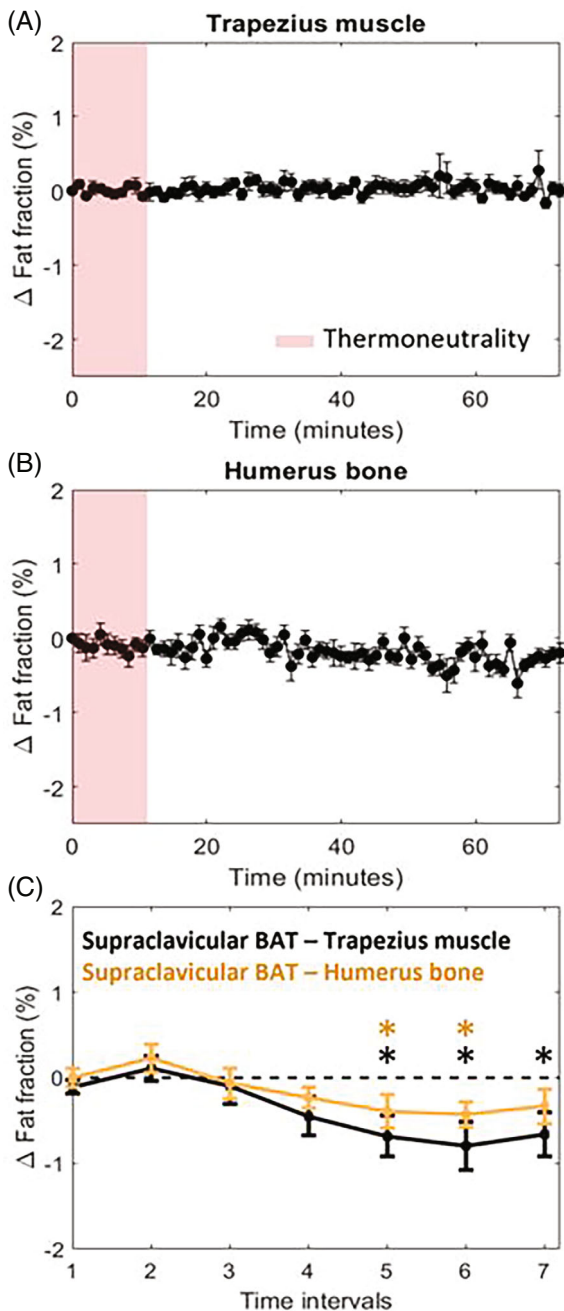 (A)
Trapezius muscle
Δ Fat fraction (%)
2
1
0
-1
-2
Thermoneutrality
0 20 40 60
Time (minutes)
(B)
Humerus bone
Δ Fat fraction (%)
2
1
0
-1
-2
0 20 40 60
Time (minutes)
(C)
Δ Fat fraction (%)
2
1
0
-1
-2
Supraclavicular BAT – Trapezius muscle
Supraclavicular BAT – Humerus bone
* *
* * *
1 2 3 4 5 6 7
Time intervals